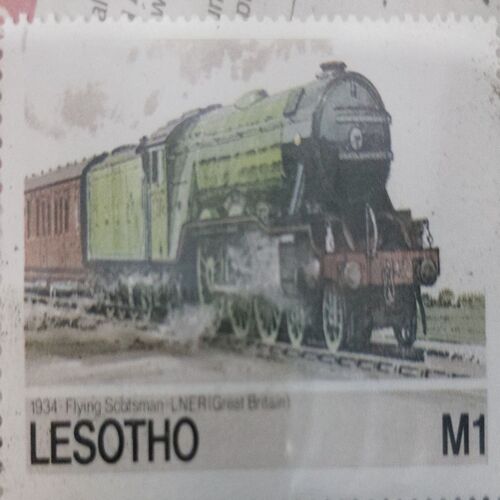 1934 · Flying Scotsman · LNER (Great Britain)
LESOTHO
M1